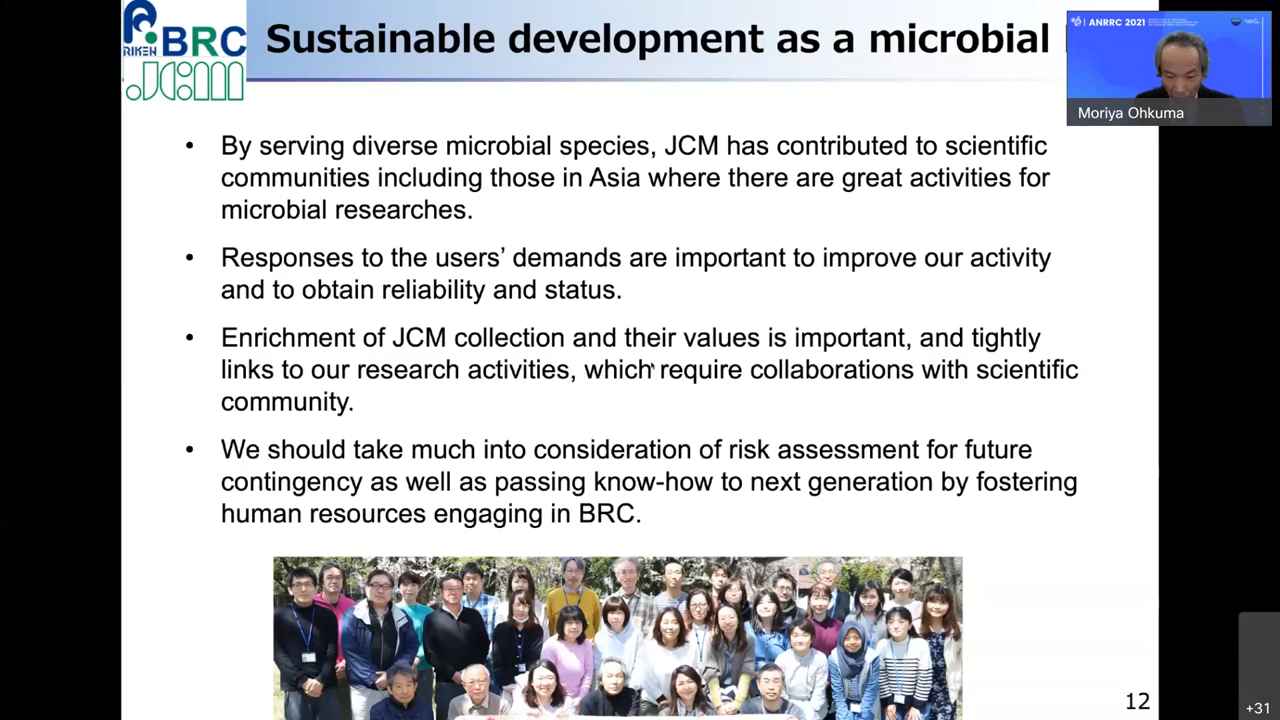 RIKEN BRC
JCM
Sustainable development as a microbial
ANRRC 2021
Moriya Ohkuma
• By serving diverse microbial species, JCM has contributed to scientific
communities including those in Asia where there are great activities for
microbial researches.
• Responses to the users’ demands are important to improve our activity
and to obtain reliability and status.
• Enrichment of JCM collection and their values is important, and tightly
links to our research activities, which require collaborations with scientific
community.
• We should take much into consideration of risk assessment for future
contingency as well as passing know-how to next generation by fostering
human resources engaging in BRC.
12
+31